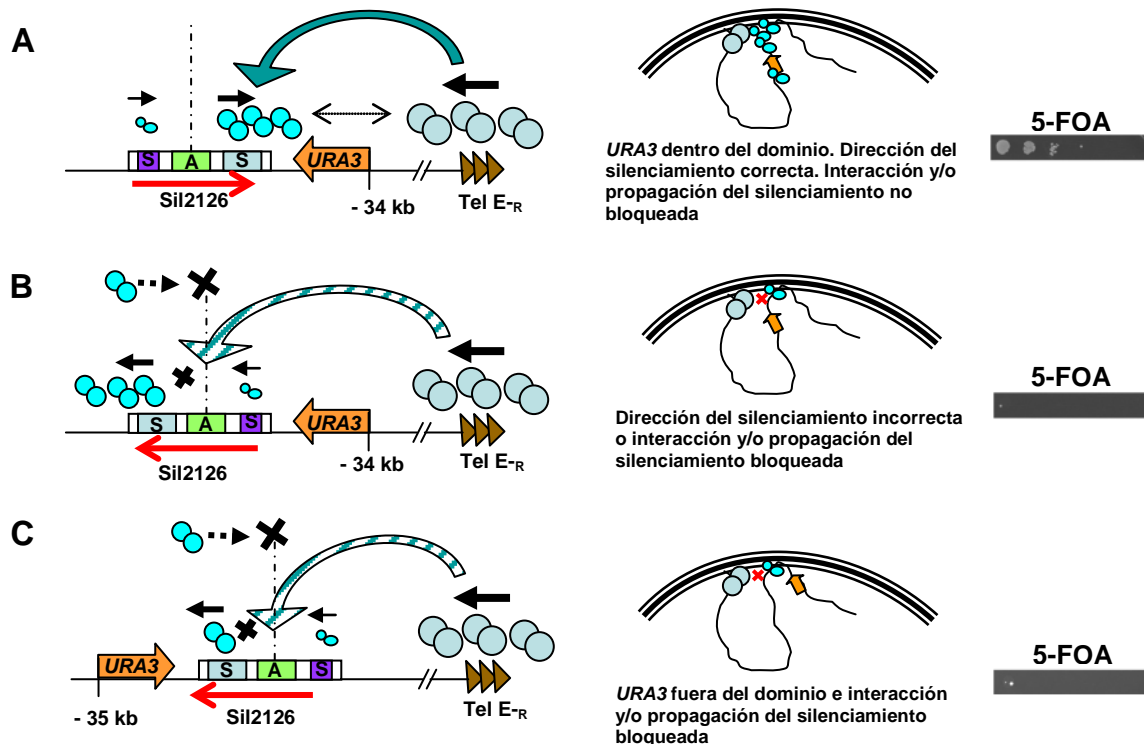 A
S
A
S
URA3
Sil2126
- 34 kb
Tel E-R
URA3 dentro del dominio. Dirección del
silenciamiento correcta. Interacción y/o
propagación del silenciamiento no
bloqueada
5-FOA
B
S
A
S
URA3
Sil2126
- 34 kb
Tel E-R
Dirección del silenciamiento incorrecta
o interacción y/o propagación del
silenciamiento bloqueada
5-FOA
C
URA3
S
A
S
- 35 kb
Sil2126
Tel E-R
URA3 fuera del dominio e interacción
y/o propagación del silenciamiento
bloqueada
5-FOA